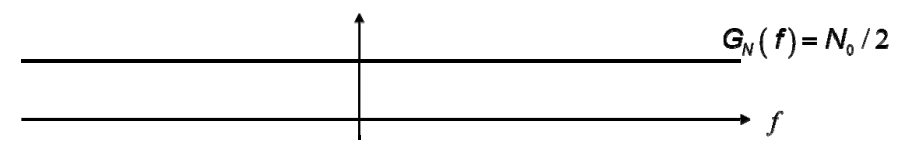 G_N(f) = N_0 / 2
f